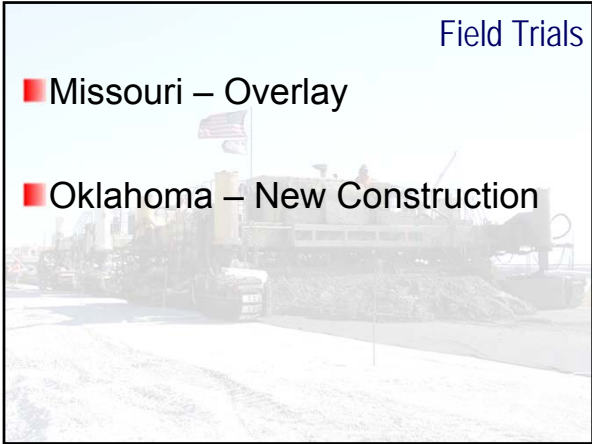 Field Trials
Missouri – Overlay
Oklahoma – New Construction